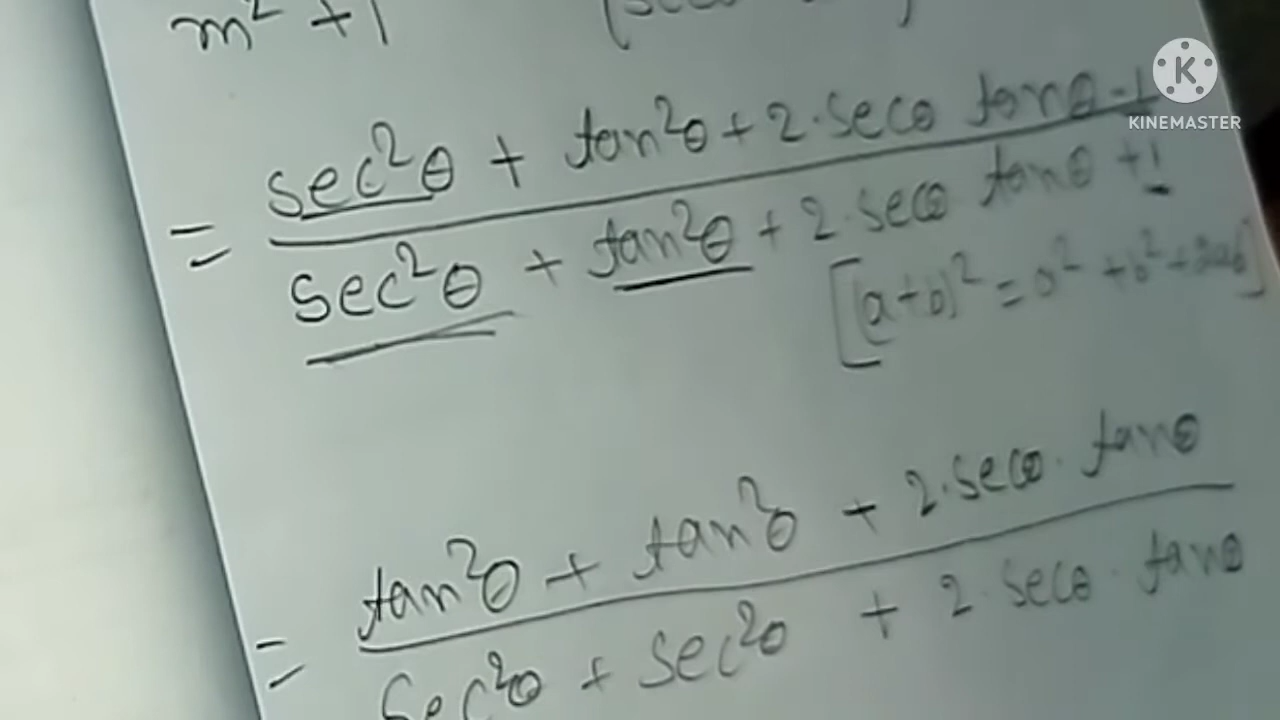 m² + 1
KINEMASTER
= sec²θ + tan²θ + 2·secθ tanθ - 1
sec²θ + tan²θ + 2·secθ tanθ + 1
[(a+b)² = a² + b² + 2ab]
= tan²θ + tan²θ + 2·secθ·tanθ
sec²θ + sec²θ + 2·secθ·tanθ